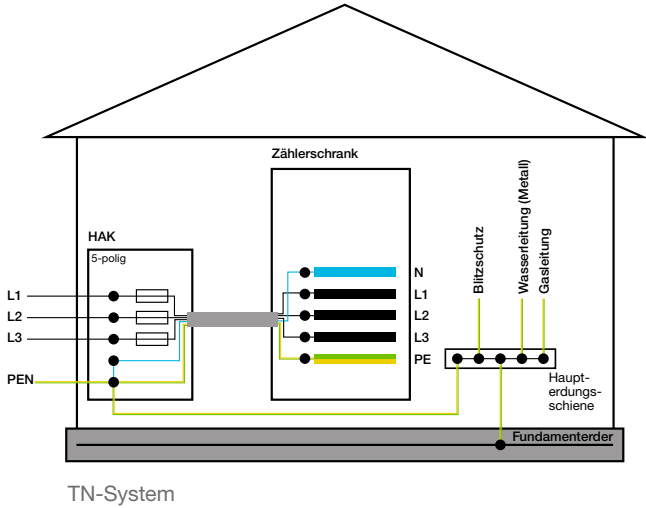 Zählerschrank
HAK
5-polig
L1
L2
L3
PEN
N
L1
L2
L3
PE
Blitzschutz
Wasserleitung (Metall)
Gasleitung
Haupt-
erdungs-
schiene
Fundamenterder
TN-System